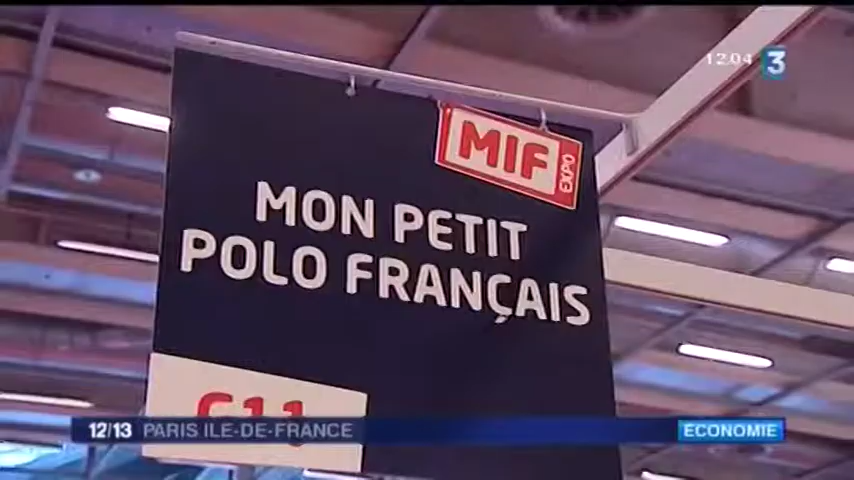 12:04 3
MIF
EXPO
MON PETIT
POLO FRANÇAIS
12/13 PARIS ILE-DE-FRANCE
ECONOMIE